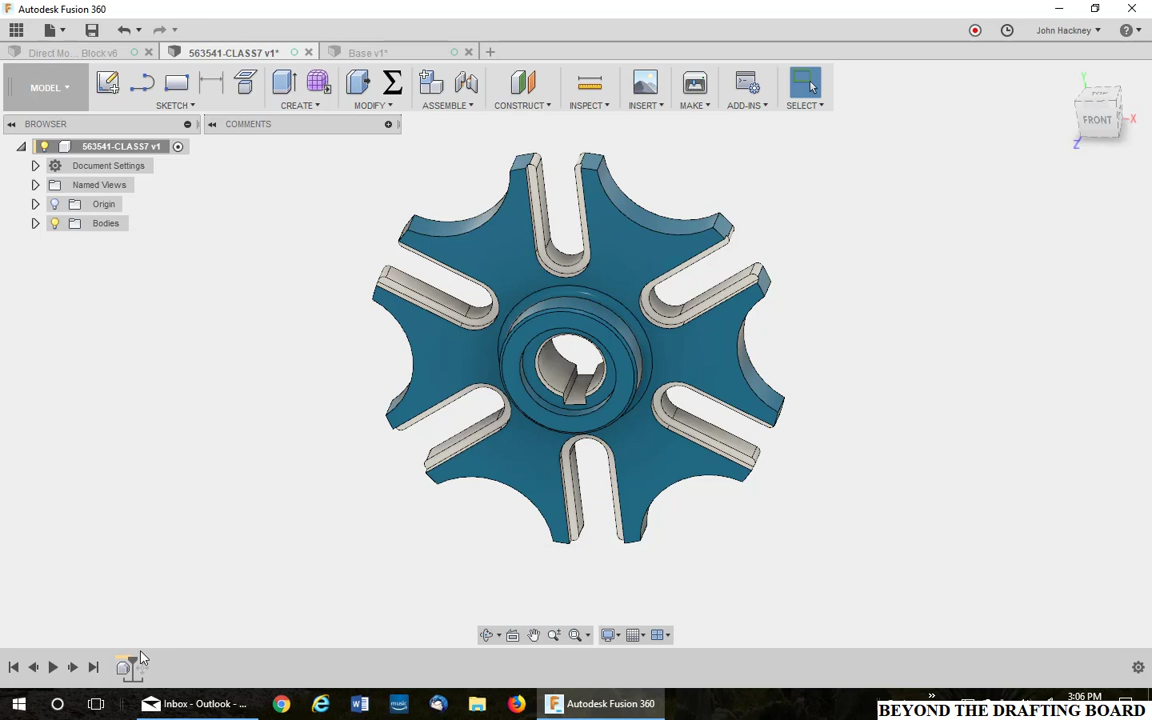 Autodesk Fusion 360
John Hackney
Direct Mo... Block v6
563541-CLASS7 v1*
Base v1*
MODEL
SKETCH
CREATE
MODIFY
ASSEMBLE
CONSTRUCT
INSPECT
INSERT
MAKE
ADD-INS
SELECT
BROWSER
COMMENTS
563541-CLASS7 v1
Document Settings
Named Views
Origin
Bodies
Y
TOP
FRONT
X
Z
Inbox - Outlook - ...
Autodesk Fusion 360
3:06 PM
BEYOND THE DRAFTING BOARD